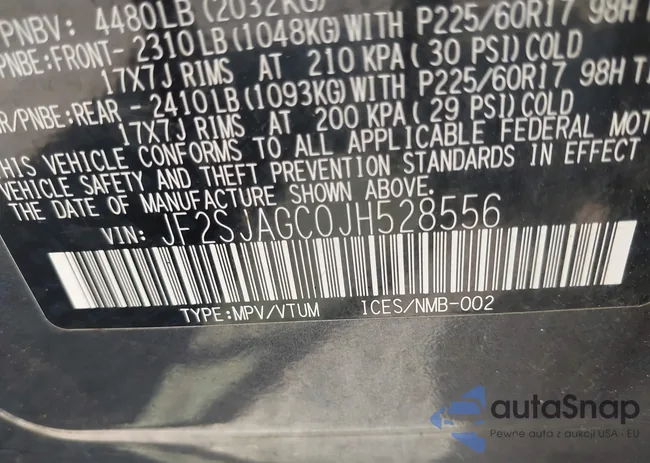 PNBV: 4480LB (2032KG)
PNBE:FRONT- 2310LB(1048KG)WITH P225/60R17 98H
17X7J RIMS AT 210 KPA( 30 PSI)COLD
R/PNBE:REAR - 2410LB(1093KG)WITH P225/60R17 98H
17X7J RIMS AT 200 KPA( 29 PSI)COLD
THIS VEHICLE CONFORMS TO ALL APPLICABLE FEDERAL MOT
VEHICLE SAFETY AND THEFT PREVENTION STANDARDS IN EFFECT
THE DATE OF MANUFACTURE SHOWN ABOVE.
VIN: JF2SJAGC0JH528556
TYPE:MPV/VTUM ICES/NMB-002
autaSnap
Pewne auta z aukcji USA - EU